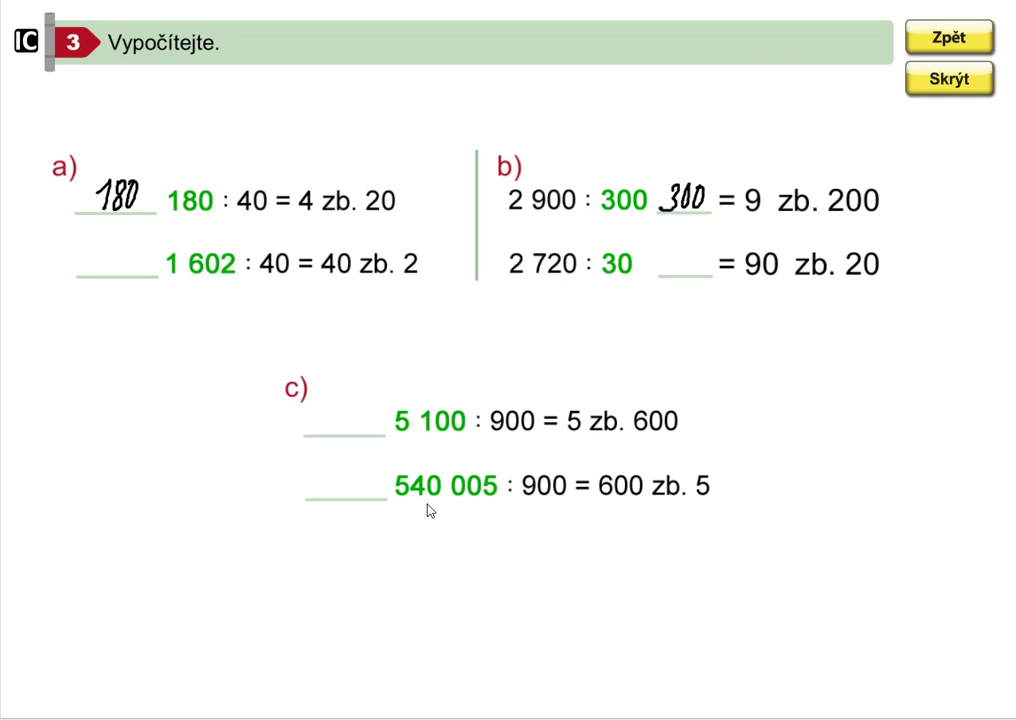 IC 3 Vypočítejte.
Zpět
Skrýt
a)
180 180 : 40 = 4 zb. 20
1 602 : 40 = 40 zb. 2
b)
2 900 : 300 300 = 9 zb. 200
2 720 : 30 = 90 zb. 20
c)
5 100 : 900 = 5 zb. 600
540 005 : 900 = 600 zb. 5